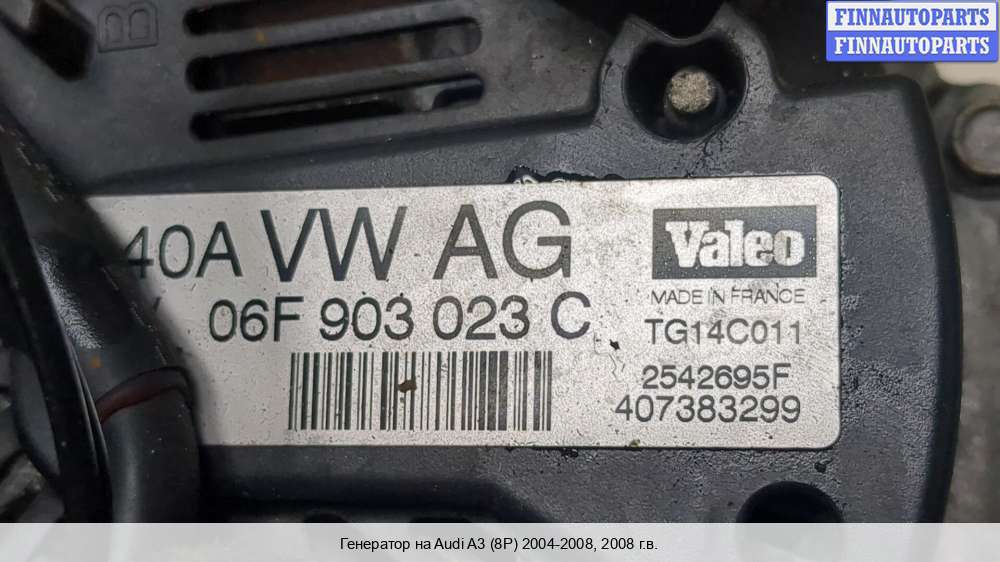 FINNAUTOPARTS
FINNAUTOPARTS
B
40A VW AG
06F 903 023 C
Valeo
MADE IN FRANCE
TG14C011
2542695F
407383299
Генератор на Audi A3 (8P) 2004-2008, 2008 г.в.